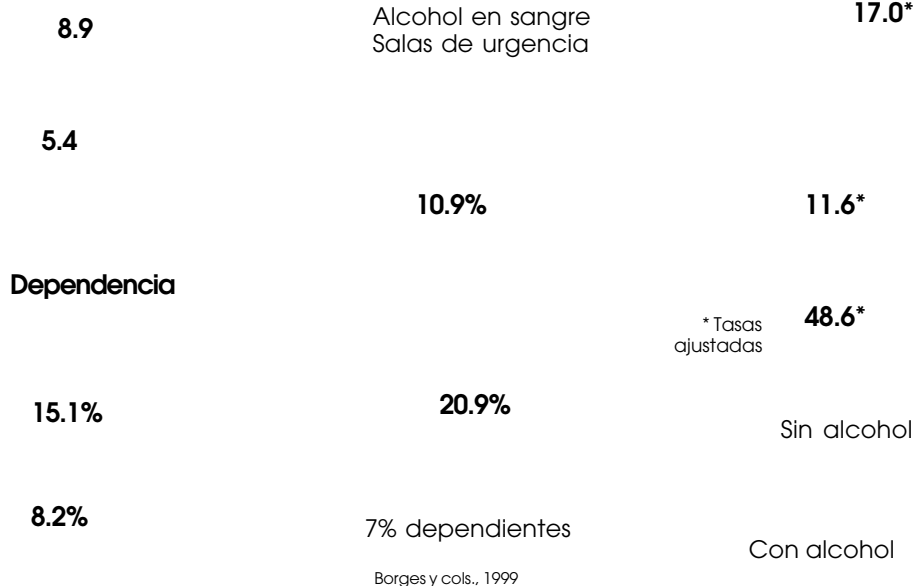 8.9
Alcohol en sangre
Salas de urgencia
17.0*
5.4
10.9%
11.6*
Dependencia
* Tasas
ajustadas
48.6*
15.1%
20.9%
Sin alcohol
8.2%
7% dependientes
Con alcohol
Borges y cols., 1999